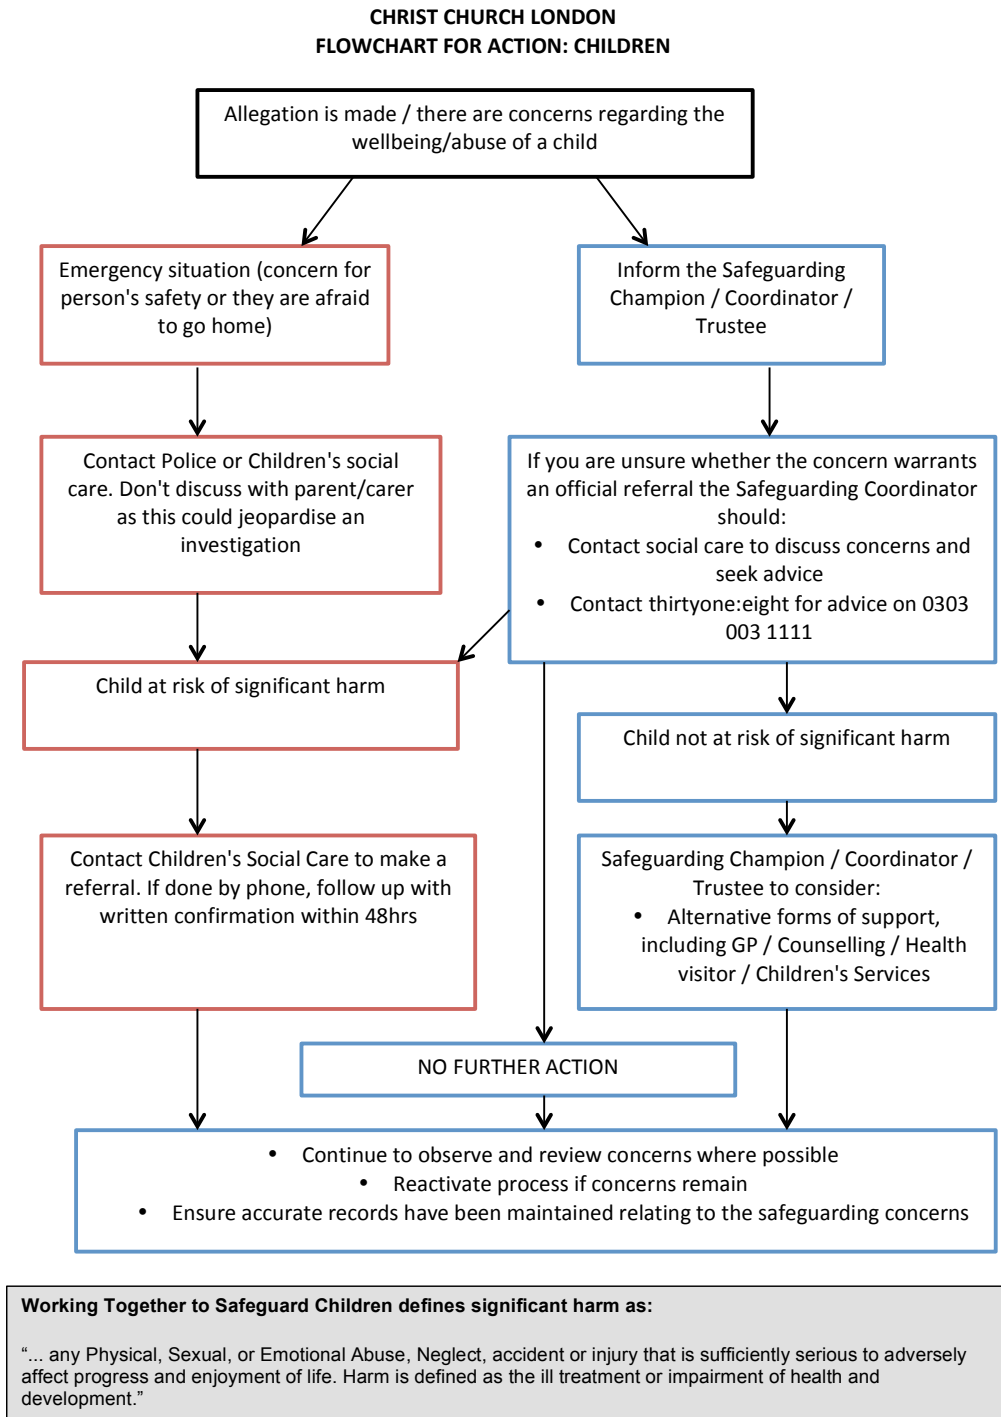 CHRIST CHURCH LONDON
FLOWCHART FOR ACTION: CHILDREN
Allegation is made / there are concerns regarding the
wellbeing/abuse of a child
Emergency situation (concern for
person's safety or they are afraid
to go home)
Inform the Safeguarding
Champion / Coordinator /
Trustee
Contact Police or Children's social
care. Don't discuss with parent/carer
as this could jeopardise an
investigation
If you are unsure whether the concern warrants
an official referral the Safeguarding Coordinator
should:
• Contact social care to discuss concerns and
seek advice
• Contact thirtyone:eight for advice on 0303
003 1111
Child at risk of significant harm
Child not at risk of significant harm
Contact Children's Social Care to make a
referral. If done by phone, follow up with
written confirmation within 48hrs
Safeguarding Champion / Coordinator /
Trustee to consider:
• Alternative forms of support,
including GP / Counselling / Health
visitor / Children's Services
NO FURTHER ACTION
• Continue to observe and review concerns where possible
• Reactivate process if concerns remain
• Ensure accurate records have been maintained relating to the safeguarding concerns
Working Together to Safeguard Children defines significant harm as:
“... any Physical, Sexual, or Emotional Abuse, Neglect, accident or injury that is sufficiently serious to adversely
affect progress and enjoyment of life. Harm is defined as the ill treatment or impairment of health and
development.”